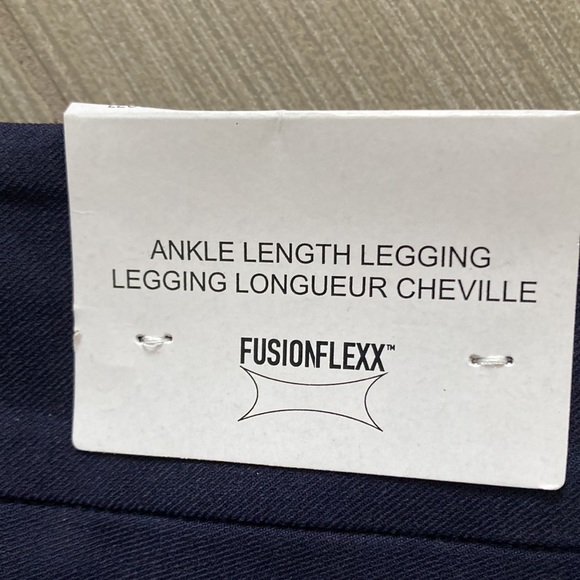 ANKLE LENGTH LEGGING
LEGGING LONGUEUR CHEVILLE
FUSIONFLEXX™